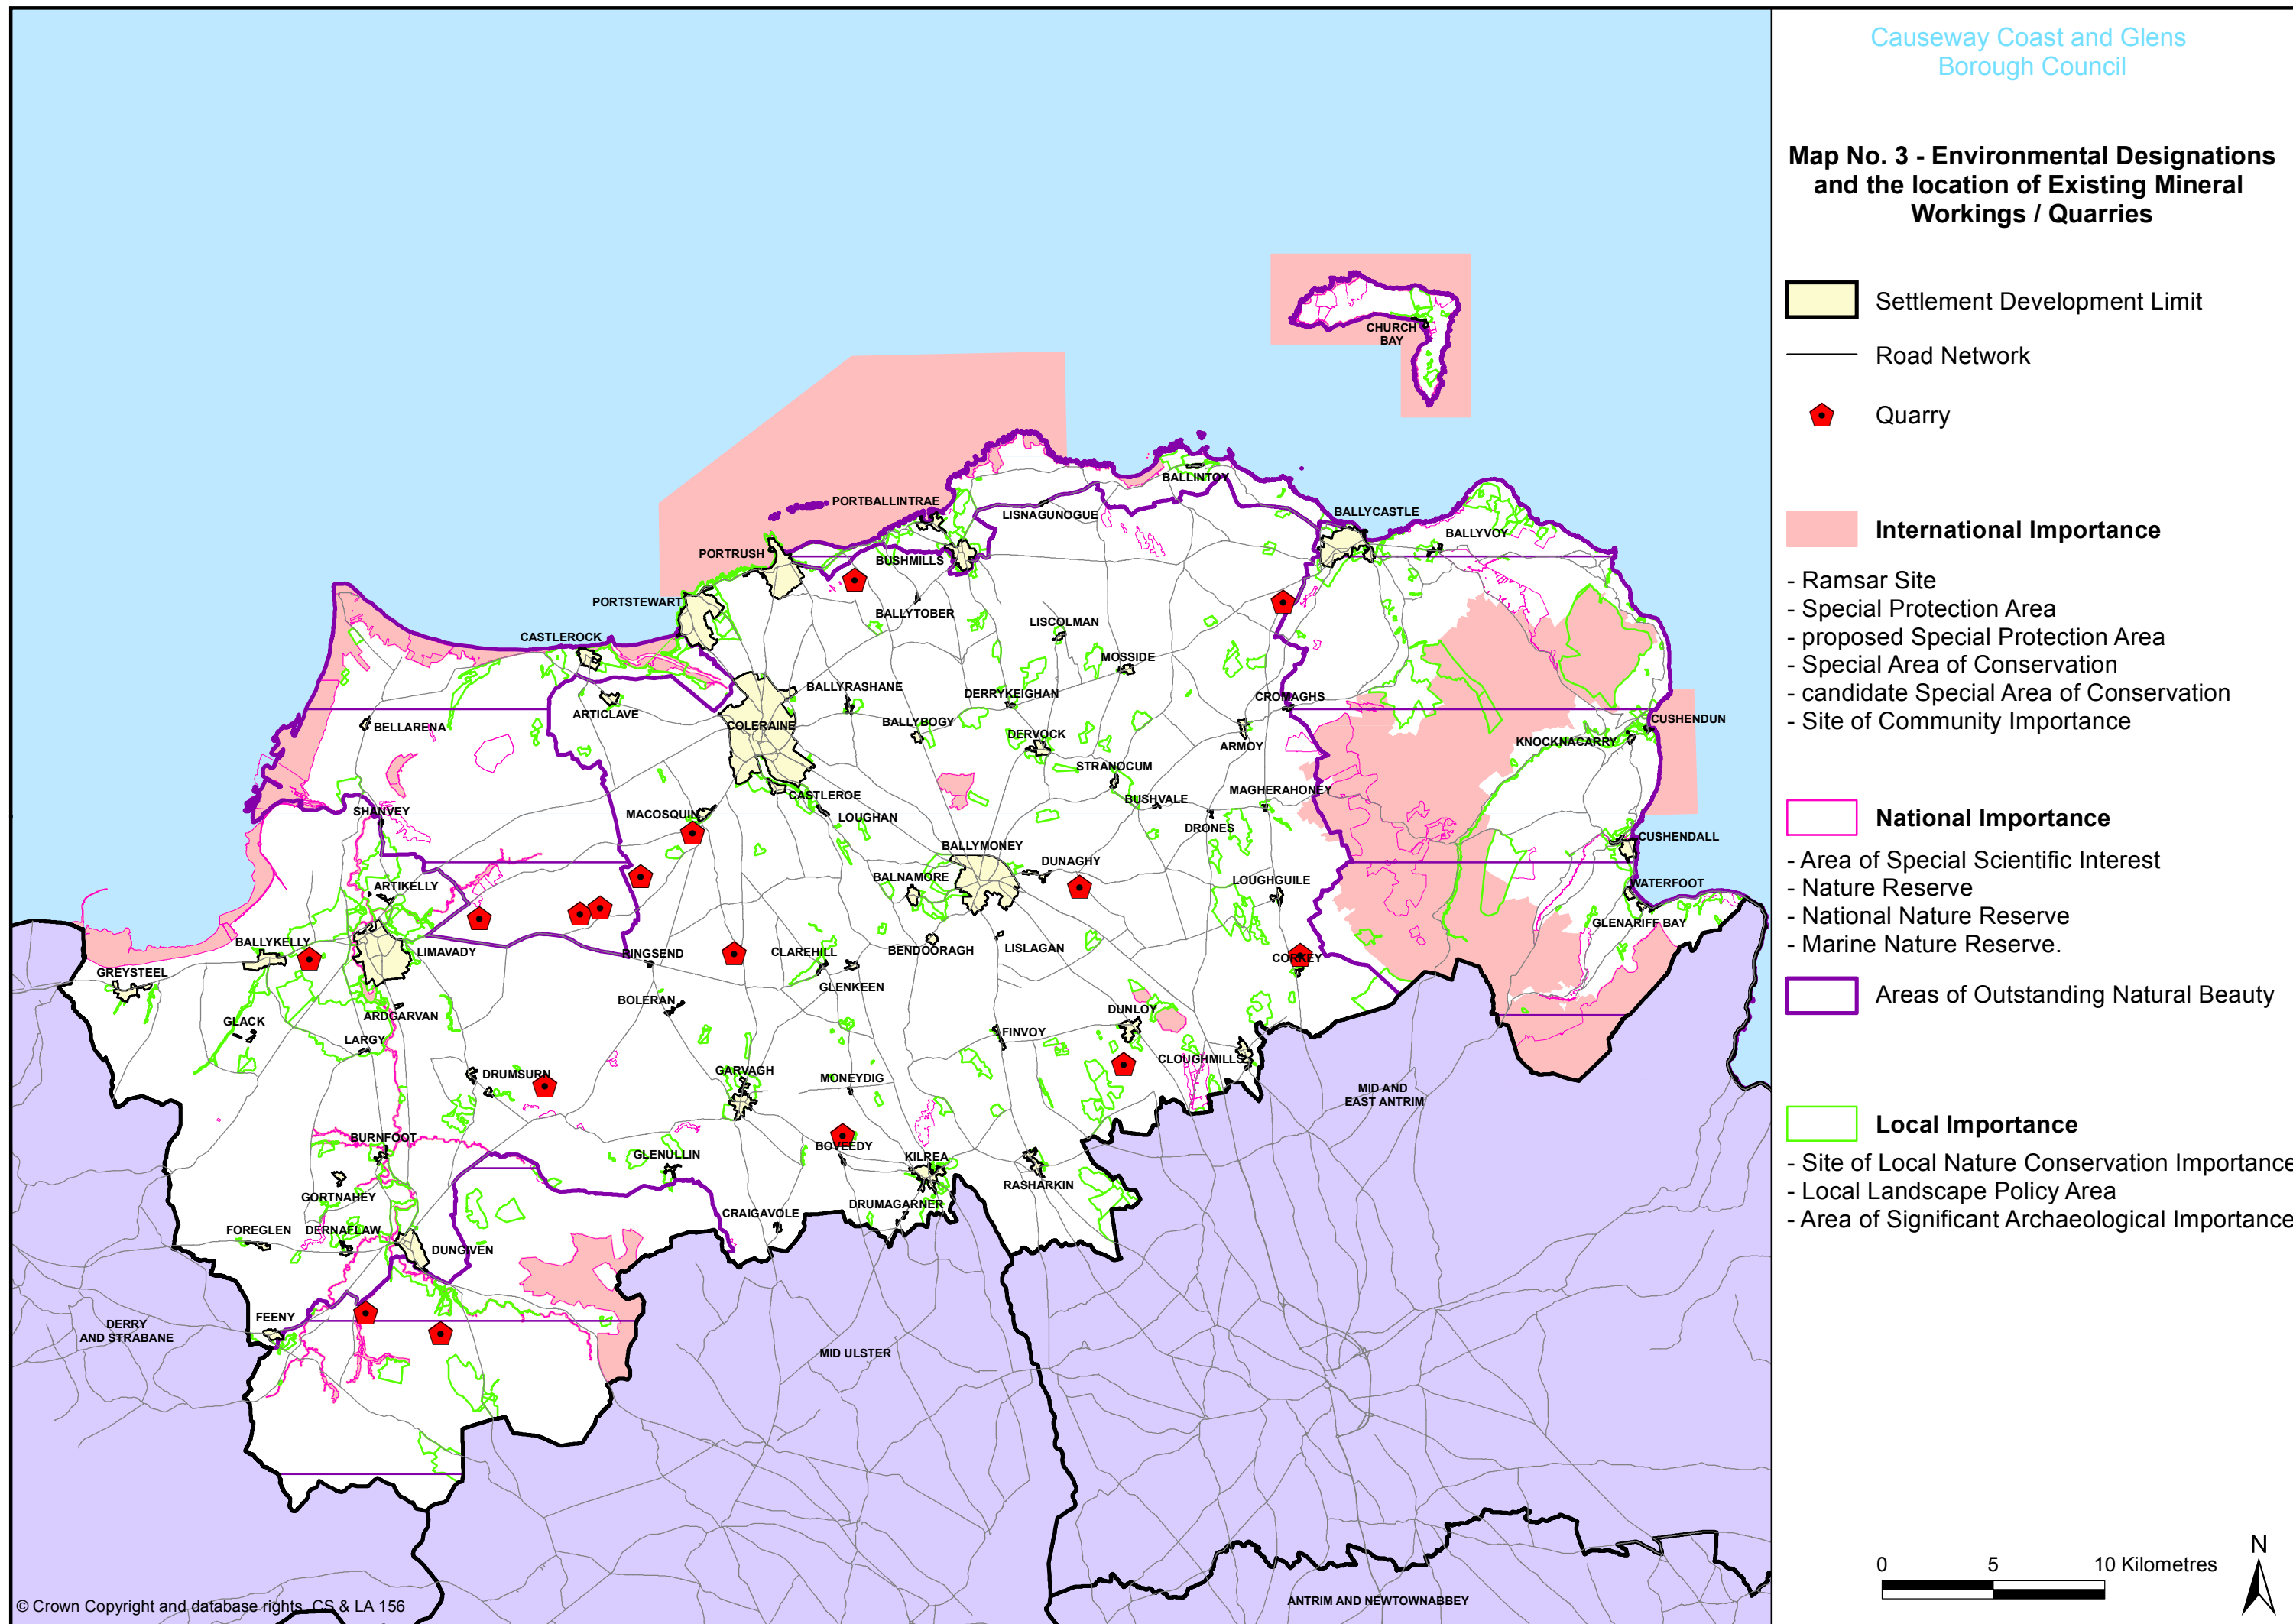 Causeway Coast and Glens
Borough Council
Map No. 3 - Environmental Designations
and the location of Existing Mineral
Workings / Quarries
Settlement Development Limit
Road Network
Quarry
International Importance
- Ramsar Site
- Special Protection Area
- proposed Special Protection Area
- Special Area of Conservation
- candidate Special Area of Conservation
- Site of Community Importance
National Importance
- Area of Special Scientific Interest
- Nature Reserve
- National Nature Reserve
- Marine Nature Reserve.
Areas of Outstanding Natural Beauty
Local Importance
- Site of Local Nature Conservation Importance
- Local Landscape Policy Area
- Area of Significant Archaeological Importance
0 5 10 Kilometres
N
CHURCH
BAY
BALLINTOY
PORTBALLINTRAE
LISNAGUNOGUE
BALLYCASTLE
BALLYVOY
PORTRUSH
BUSHMILLS
PORTSTEWART
BALLYTOBER
LISCOLMAN
CASTLEROCK
MOSSIDE
BALLYRASHANE
DERRYKEIGHAN
CROMAGHS
ARTICLAVE
BELLARENA
COLERAINE
BALLYBOGY
DERVOCK
ARMOY
CUSHENDUN
KNOCKNACARRY
STRANOCUM
CASTLEROE
BUSHVALE
MAGHERAHONEY
SHANVEY
MACOSQUIN
LOUGHAN
DRONES
CUSHENDALL
BALLYMONEY
DUNAGHY
BALNAMORE
LOUGHGUILE
WATERFOOT
ARTIKELLY
GLENARIFF BAY
BALLYKELLY
LIMAVADY
RINGSEND
CLAREHILL
BENDOORAGH
LISLAGAN
CORKEY
GREYSTEEL
GLENKEEN
BOLERAN
ARDGARVAN
DUNLOY
GLACK
LARGY
FINVOY
CLOUGHMILLS
DRUMSURN
GARVAGH
MONEYDIG
MID AND
EAST ANTRIM
BURNFOOT
BOVEEDY
GLENULLIN
KILREA
RASHARKIN
GORTNAHEY
DRUMAGARNER
CRAIGAVOLE
FOREGLEN
DERNAFLAW
DUNGIVEN
FEENY
DERRY
AND STRABANE
MID ULSTER
ANTRIM AND NEWTOWNABBEY
© Crown Copyright and database rights CS & LA 156